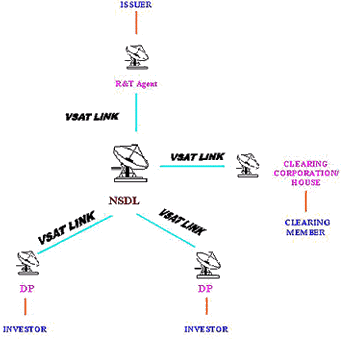 ISSUER
R&T Agent
VSAT LINK
VSAT LINK
CLEARING
CORPORATION/
HOUSE
NSDL
VSAT LINK
VSAT LINK
CLEARING
MEMBER
DP
DP
INVESTOR
INVESTOR